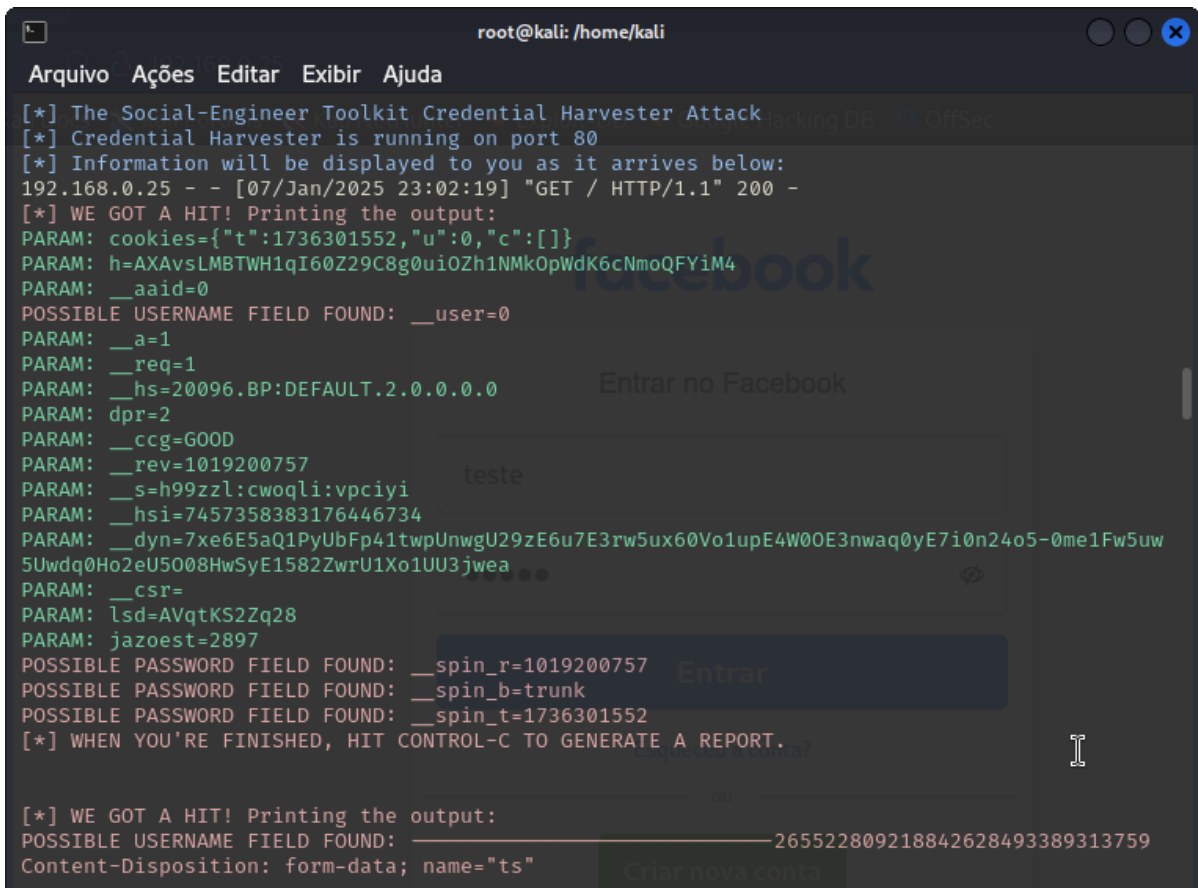 root@kali: /home/kali
Arquivo Ações Editar Exibir Ajuda
[*] The Social-Engineer Toolkit Credential Harvester Attack
Hacking DB OffSec
[*] Credential Harvester is running on port 80
[*] Information will be displayed to you as it arrives below:
192.168.0.25 - - [07/Jan/2025 23:02:19] "GET / HTTP/1.1" 200 -
[*] WE GOT A HIT! Printing the output:
PARAM: cookies={"t":1736301552,"u":0,"c":[]}
PARAM: h=AXAvsLMBTWH1qI60Z29C8g0uiOZh1NMkOpWdK6cNmoQFYiM4
facebook
PARAM: __aaid=0
POSSIBLE USERNAME FIELD FOUND: __user=0
PARAM: __a=1
PARAM: __req=1
PARAM: __hs=20096.BP:DEFAULT.2.0.0.0.0
Entrar no Facebook
PARAM: dpr=2
PARAM: __ccg=GOOD
PARAM: __rev=1019200757
teste
PARAM: __s=h99zzl:cwoqli:vpciyi
PARAM: __hsi=7457358383176446734
PARAM: __dyn=7xe6E5aQ1PyUbFp41twpUnwgU29zE6u7E3rw5ux60Vo1upE4W0OE3nwaq0yE7i0n24o5-0me1Fw5uw
5Uwdq0Ho2eU5O08HwSyE1582ZwrU1Xo1UU3jwea
PARAM: __csr=
PARAM: lsd=AVqtKS2Zq28
PARAM: jazoest=2897
POSSIBLE PASSWORD FIELD FOUND: __spin_r=1019200757
Entrar
POSSIBLE PASSWORD FIELD FOUND: __spin_b=trunk
POSSIBLE PASSWORD FIELD FOUND: __spin_t=1736301552
[*] WHEN YOU'RE FINISHED, HIT CONTROL-C TO GENERATE A REPORT.
Esqueceu a conta?
ou
[*] WE GOT A HIT! Printing the output:
POSSIBLE USERNAME FIELD FOUND: -----------------------------265522809218842628493389313759
Content-Disposition: form-data; name="ts"
Criar nova conta